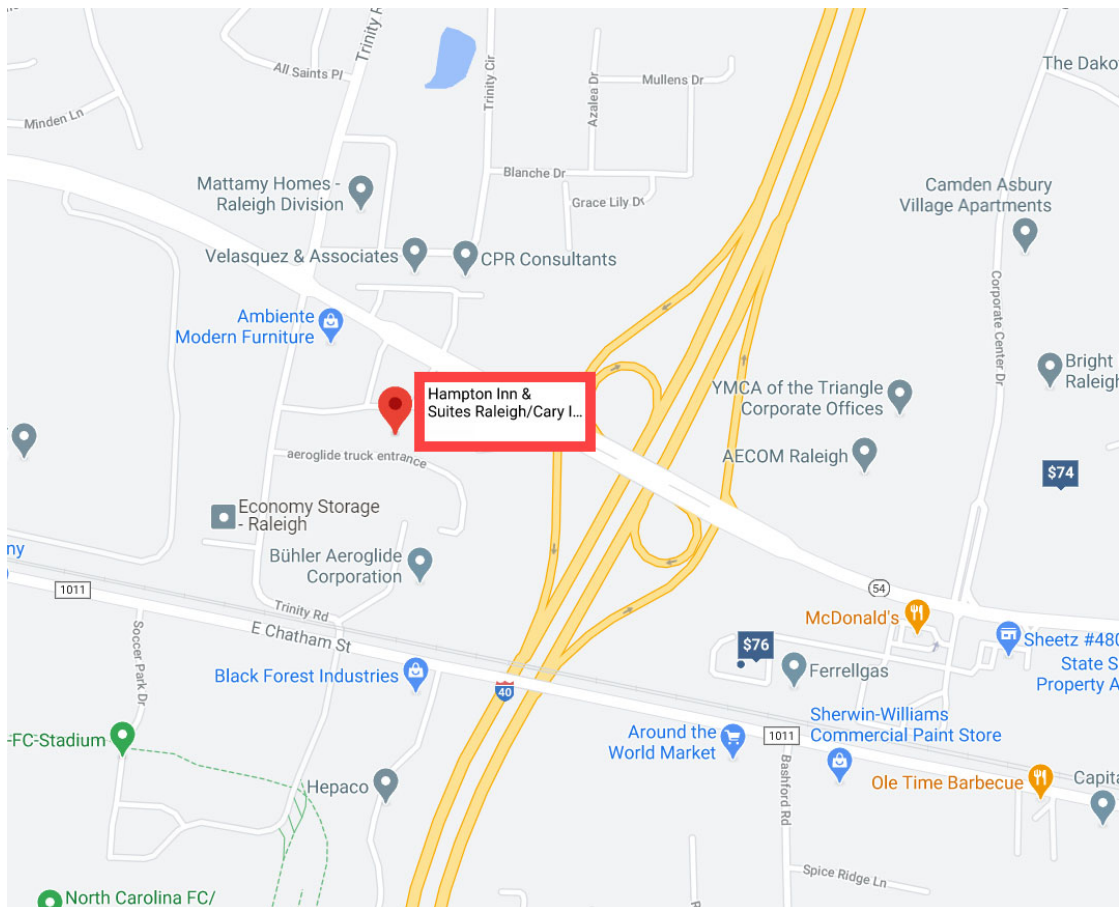 Trinity R
All Saints Pl
Trinity Cir
Azalea Dr
Mullens Dr
The Dako
Minden Ln
Mattamy Homes -
Raleigh Division
Blanche Dr
Grace Lily D
Camden Asbury
Village Apartments
Velasquez & Associates
CPR Consultants
Corporate Center Dr
Ambiente
Modern Furniture
Hampton Inn &
Suites Raleigh/Cary I...
YMCA of the Triangle
Corporate Offices
Bright
Raleigh
aeroglide truck entrance
AECOM Raleigh
$74
Economy Storage
- Raleigh
ny
Bühler Aeroglide
Corporation
1011
Trinity Rd
E Chatham St
54
McDonald's
Soccer Park Dr
Sheetz #480
State S
Property A
$76
Ferrellgas
Black Forest Industries
40
Sherwin-Williams
Commercial Paint Store
Around the
World Market
1011
-FC-Stadium
Bashford Rd
Hepaco
Ole Time Barbecue
Capita
Spice Ridge Ln
North Carolina FC/
R